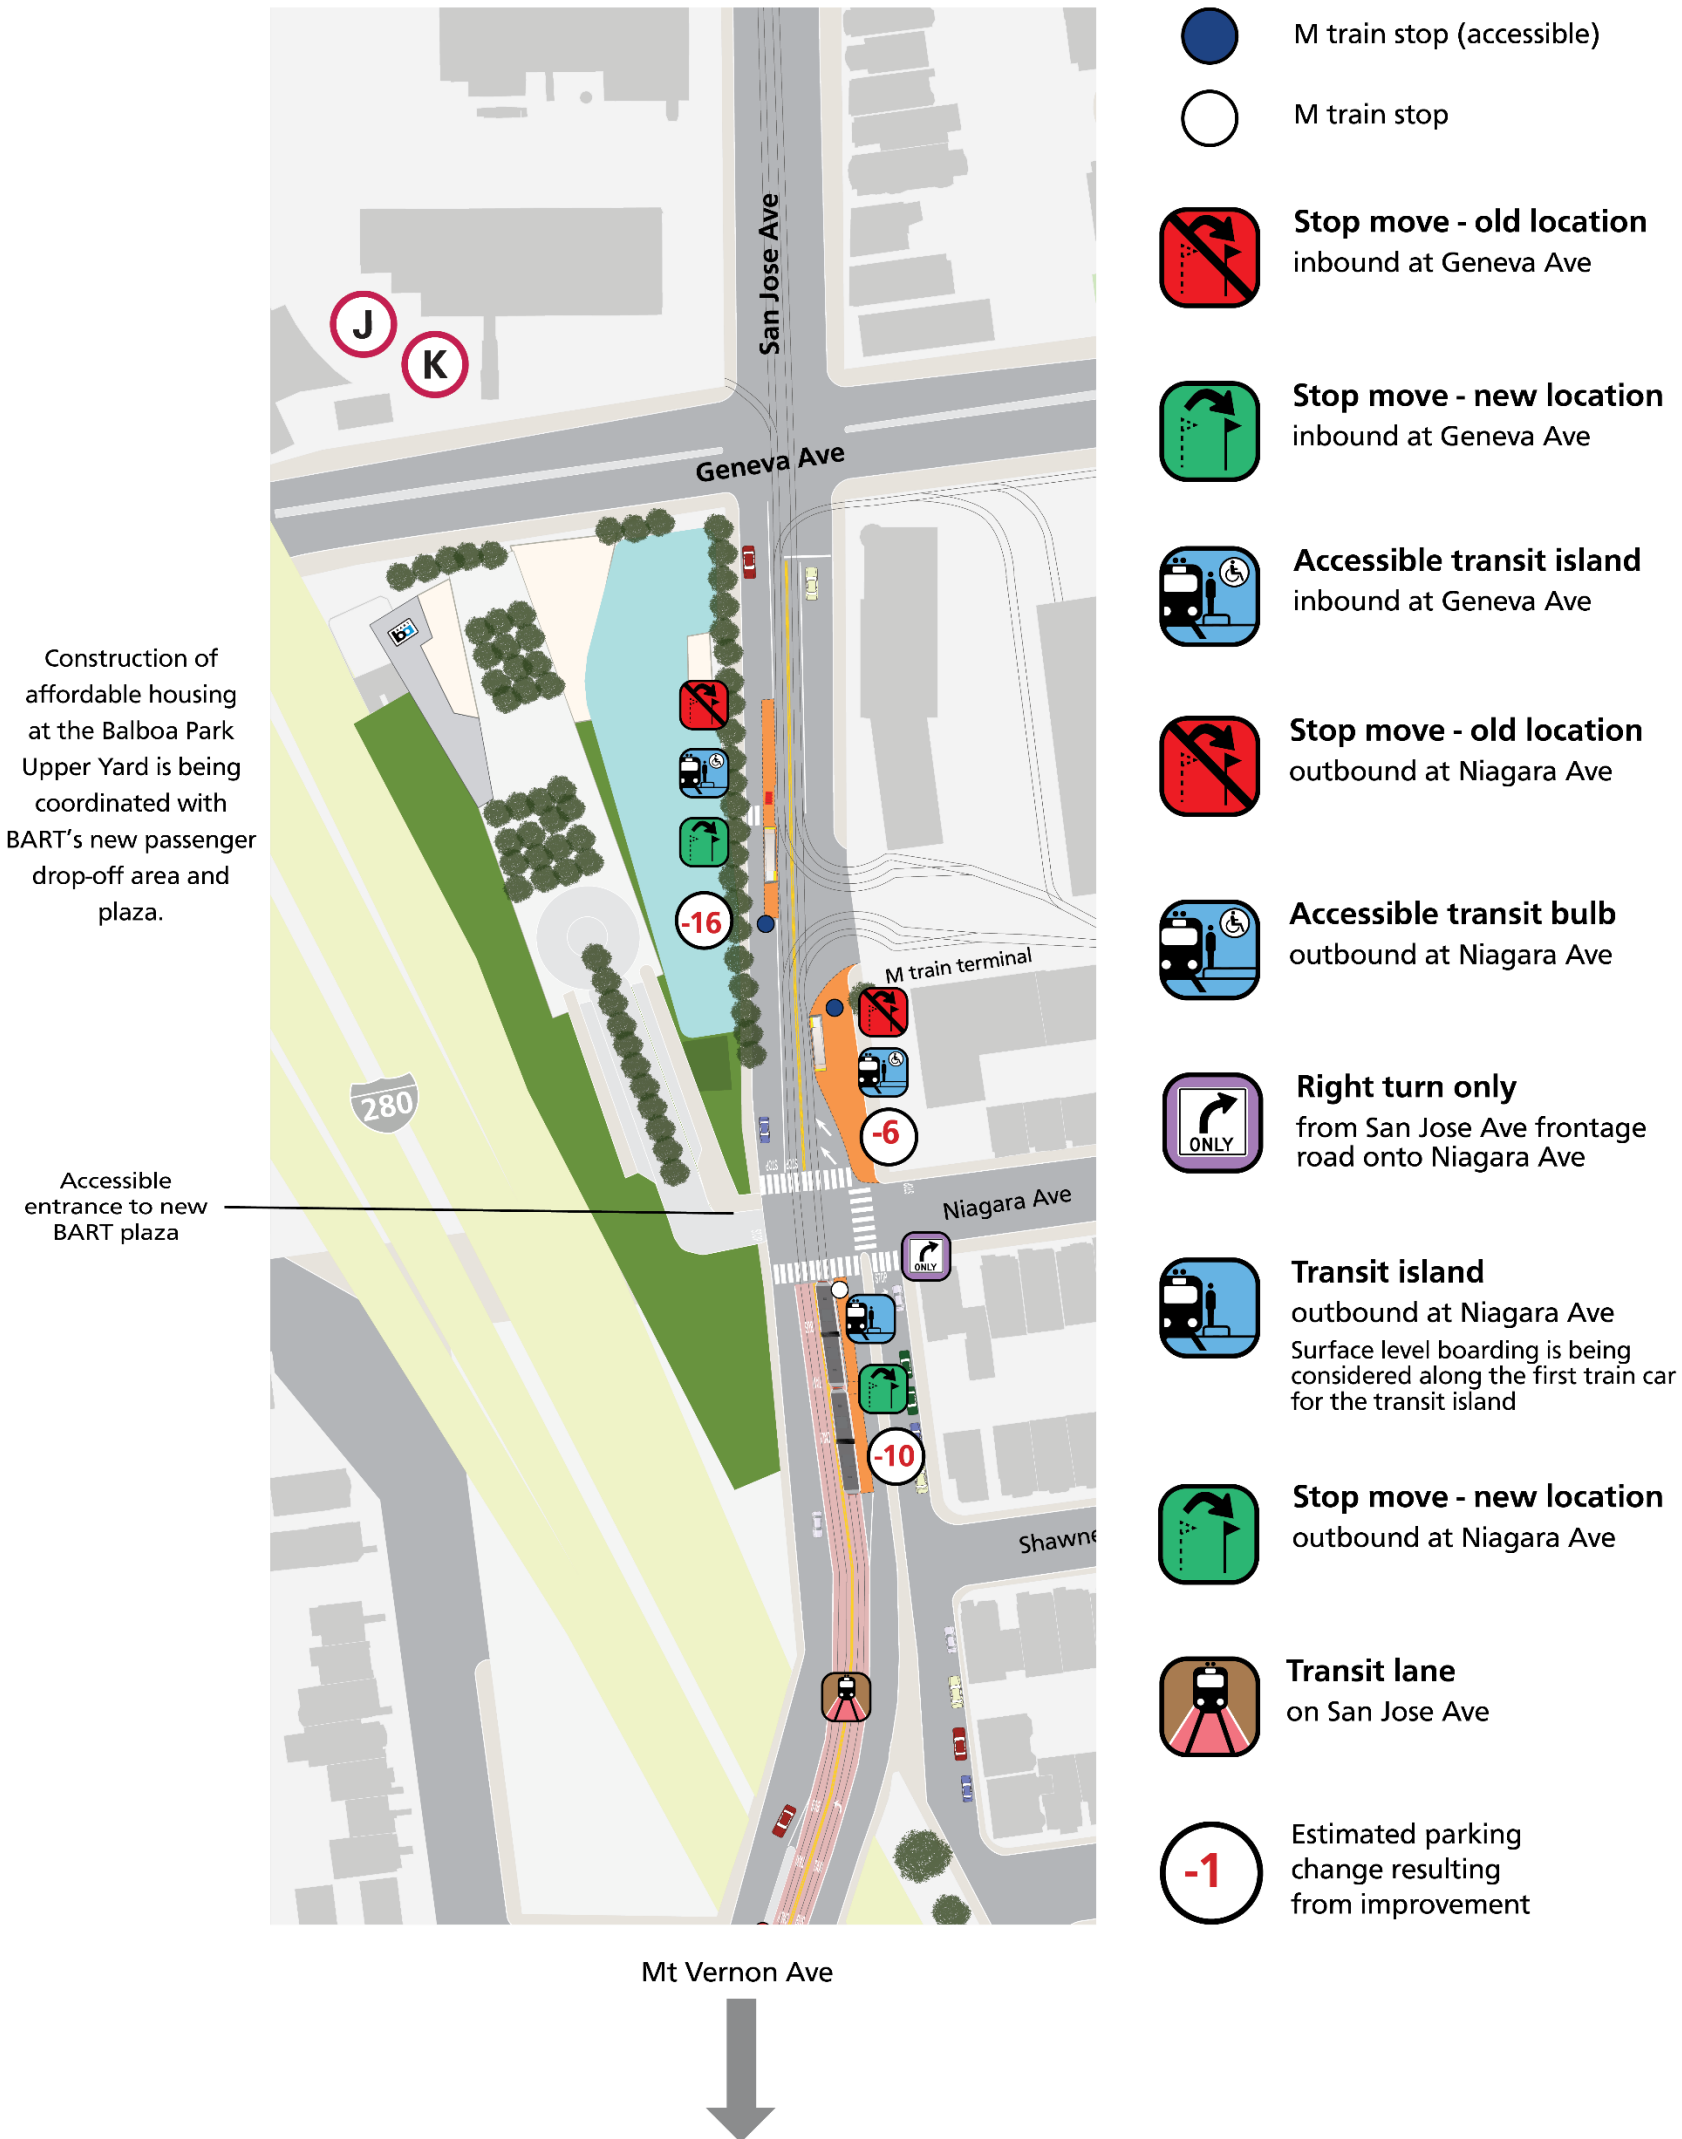 M train stop (accessible)
M train stop
Stop move - old location
inbound at Geneva Ave
Stop move - new location
inbound at Geneva Ave
Accessible transit island
inbound at Geneva Ave
Stop move - old location
outbound at Niagara Ave
Accessible transit bulb
outbound at Niagara Ave
ONLY
Right turn only
from San Jose Ave frontage
road onto Niagara Ave
Transit island
outbound at Niagara Ave
Surface level boarding is being
considered along the first train car
for the transit island
Stop move - new location
outbound at Niagara Ave
Transit lane
on San Jose Ave
-1
Estimated parking
change resulting
from improvement
San Jose Ave
J
K
Geneva Ave
ba
Construction of
affordable housing
at the Balboa Park
Upper Yard is being
coordinated with
BART's new passenger
drop-off area and
plaza.
-16
M train terminal
280
-6
Accessible
entrance to new
BART plaza
Niagara Ave
ONLY
STOP
-10
Shawne
Mt Vernon Ave